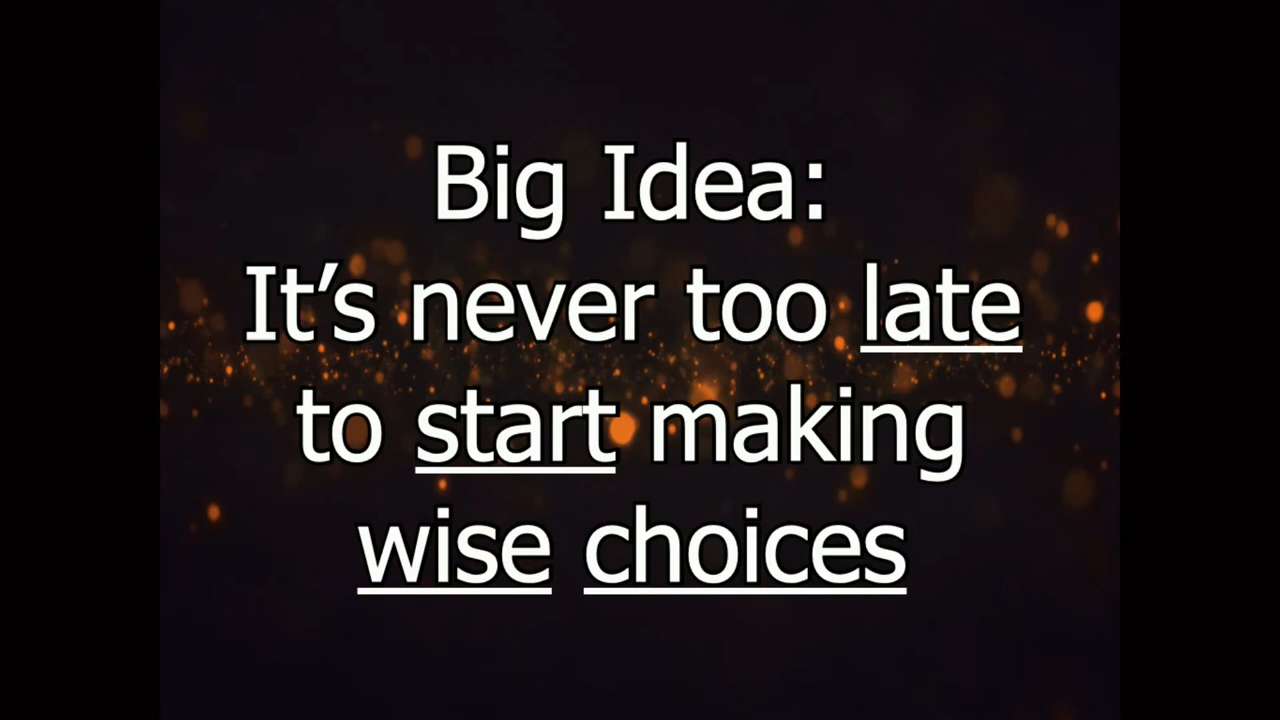 Big Idea:
It’s never too late
to start making
wise choices